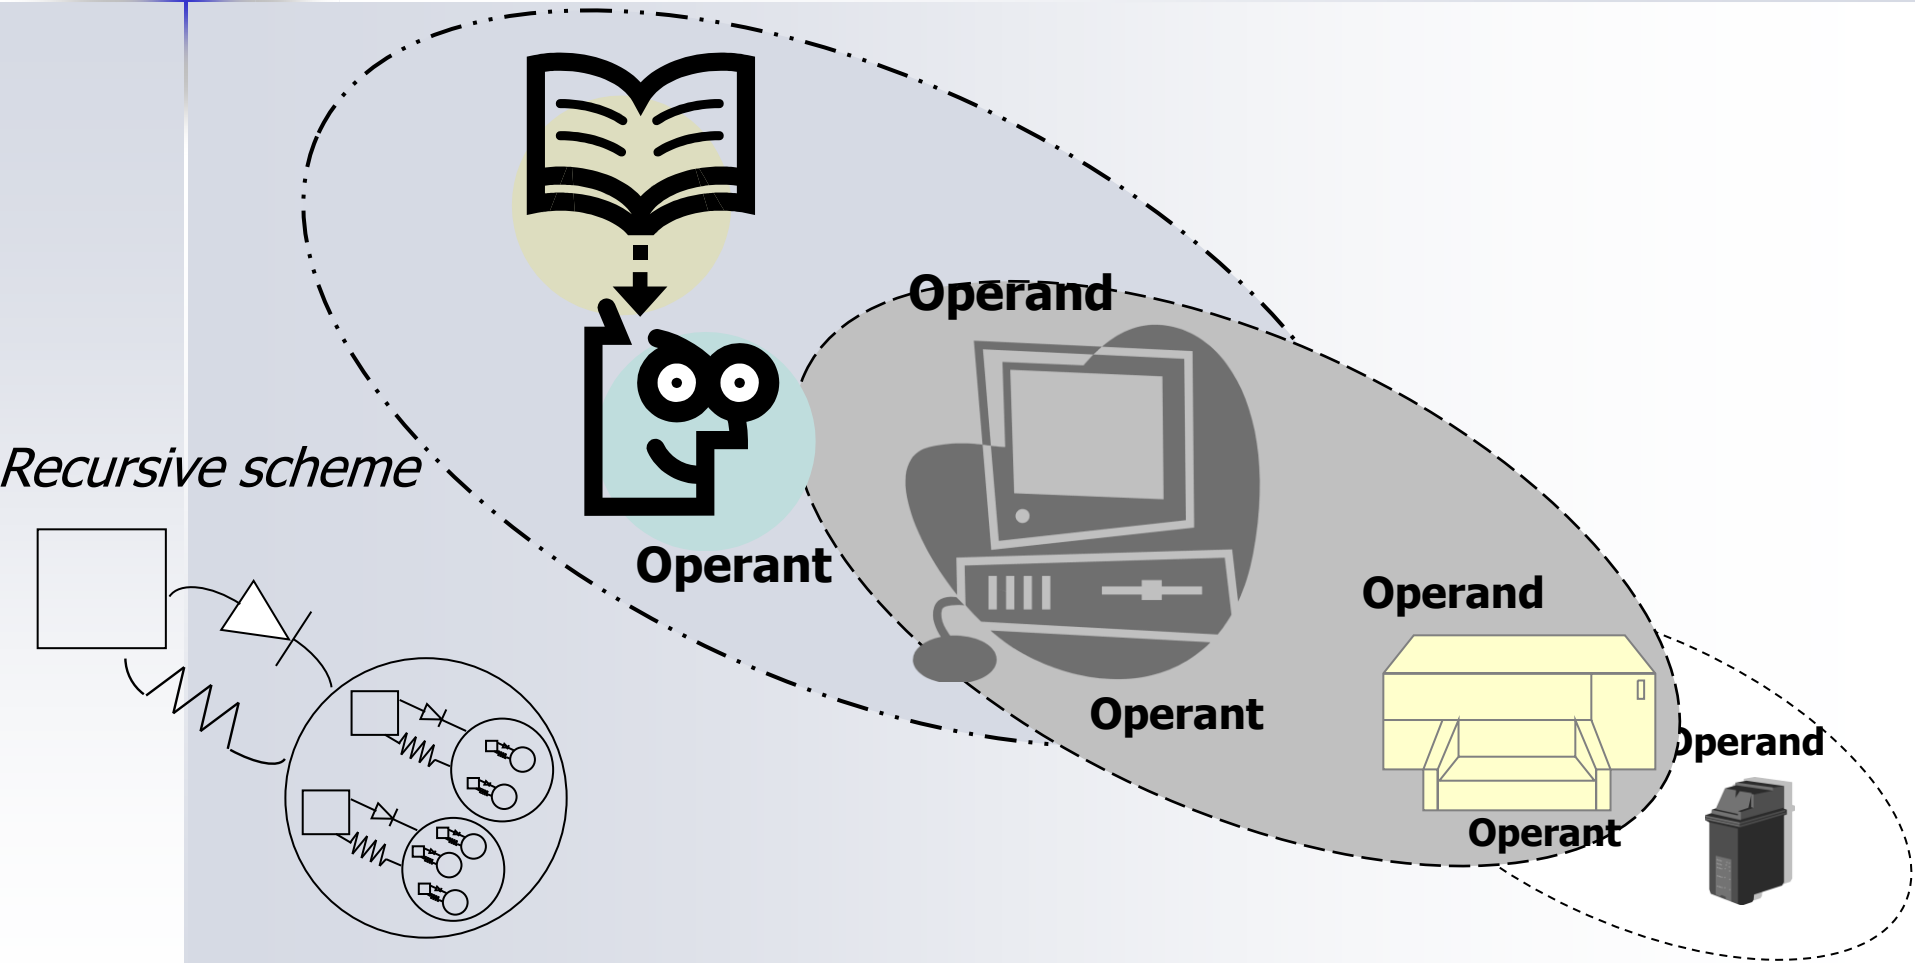 Operand
Recursive scheme
Operant
Operand
Operant
Operand
Operant